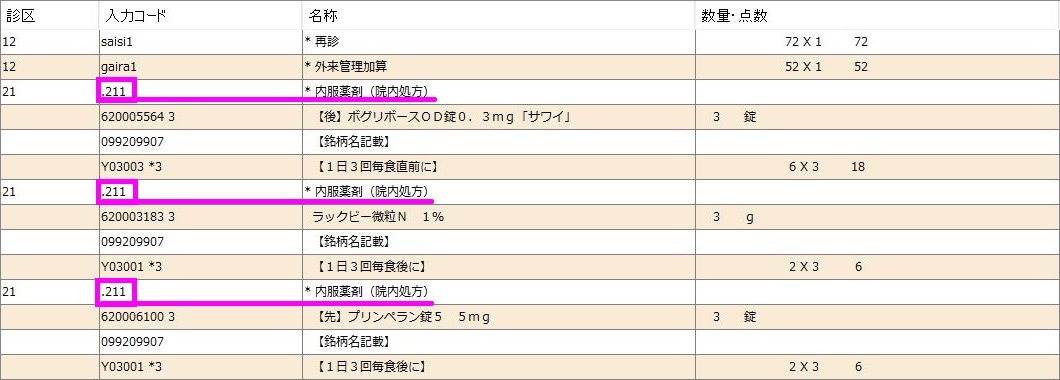 診区 入力コード 名称 数量・点数
12 saisi1 * 再診 72 X 1 72
12 gaira1 * 外来管理加算 52 X 1 52
21 .211 * 内服薬剤（院内処方）
620005564 3 【後】ボグリボースＯＤ錠０．３ｍｇ「サワイ」 3 錠
099209907 【銘柄名記載】
Y03003 *3 【１日３回毎食直前に】 6 X 3 18
21 .211 * 内服薬剤（院内処方）
620003183 3 ラックビー微粒Ｎ　１％ 3 ｇ
099209907 【銘柄名記載】
Y03001 *3 【１日３回毎食後に】 2 X 3 6
21 .211 * 内服薬剤（院内処方）
620006100 3 【先】プリンペラン錠５　５ｍｇ 3 錠
099209907 【銘柄名記載】
Y03001 *3 【１日３回毎食後に】 2 X 3 6